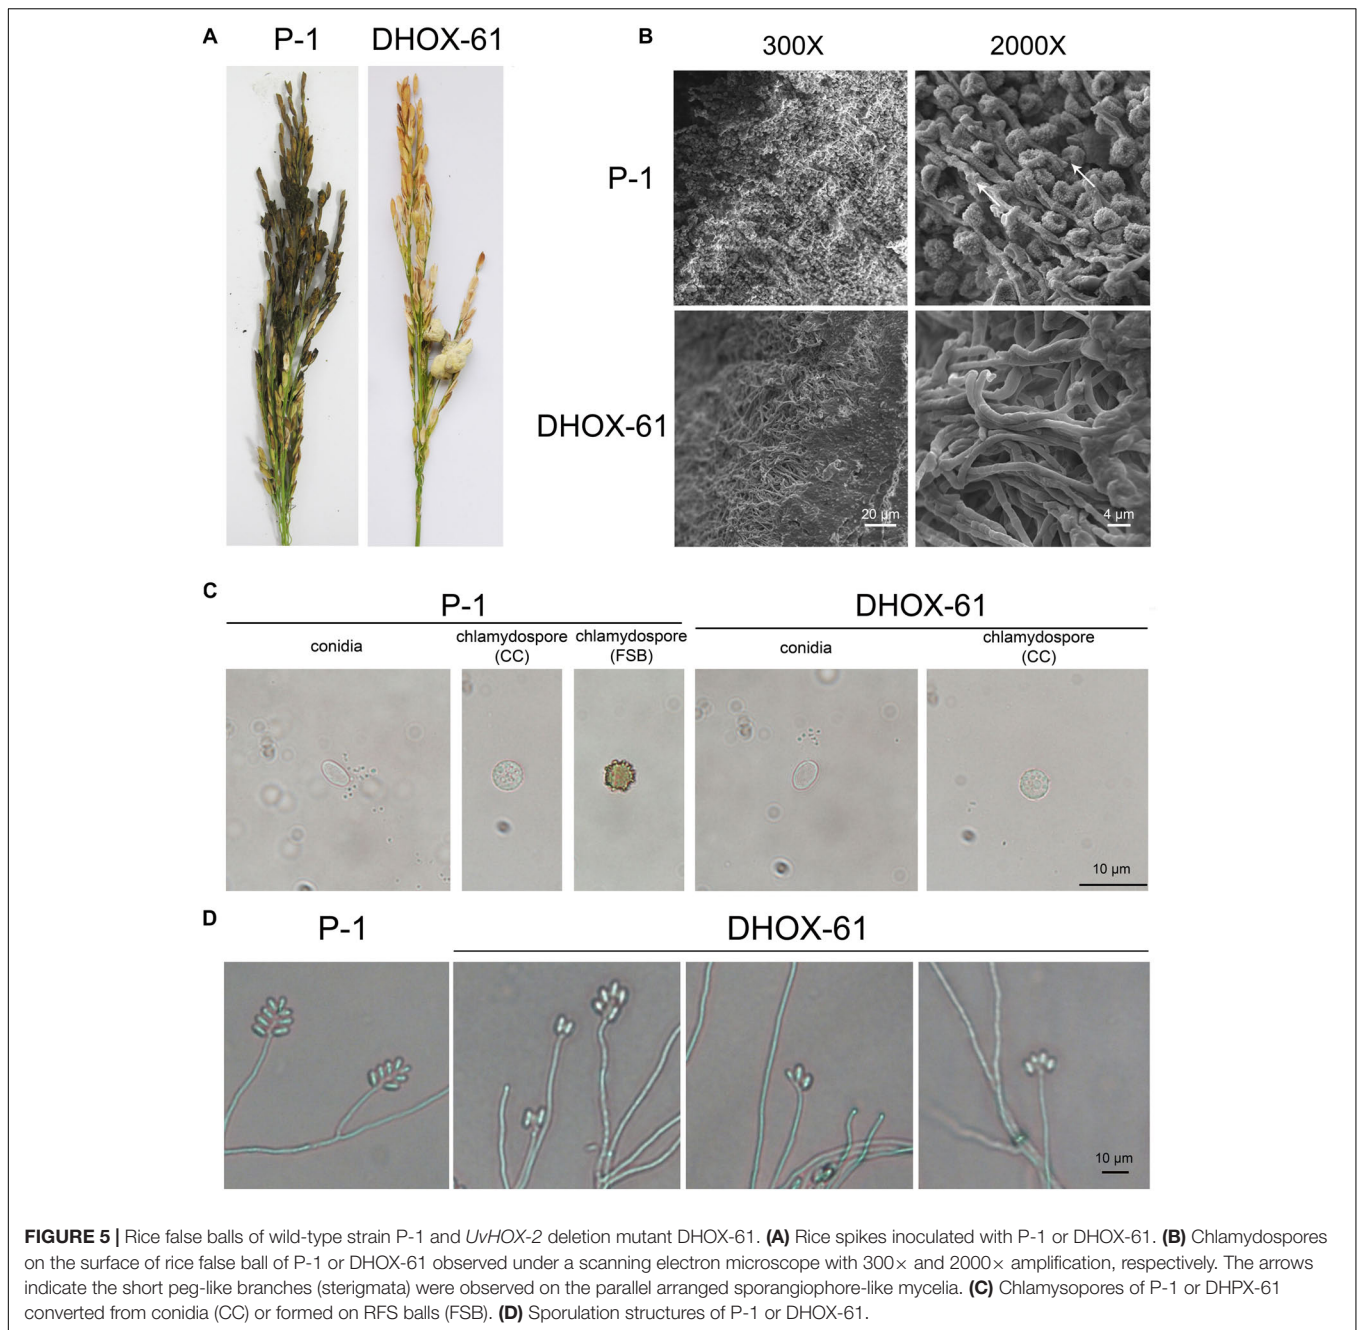 A P-1 DHOX-61
B 300X 2000X
P-1
DHOX-61
20 µm 4 µm
C P-1 DHOX-61
conidia chlamydospore (CC) chlamydospore (FSB) conidia chlamydospore (CC)
10 µm
D P-1 DHOX-61
10 µm
FIGURE 5 | Rice false balls of wild-type strain P-1 and UvHOX-2 deletion mutant DHOX-61. (A) Rice spikes inoculated with P-1 or DHOX-61. (B) Chlamydospores
on the surface of rice false ball of P-1 or DHOX-61 observed under a scanning electron microscope with 300× and 2000× amplification, respectively. The arrows
indicate the short peg-like branches (sterigmata) were observed on the parallel arranged sporangiophore-like mycelia. (C) Chlamysopores of P-1 or DHPX-61
converted from conidia (CC) or formed on RFS balls (FSB). (D) Sporulation structures of P-1 or DHOX-61.